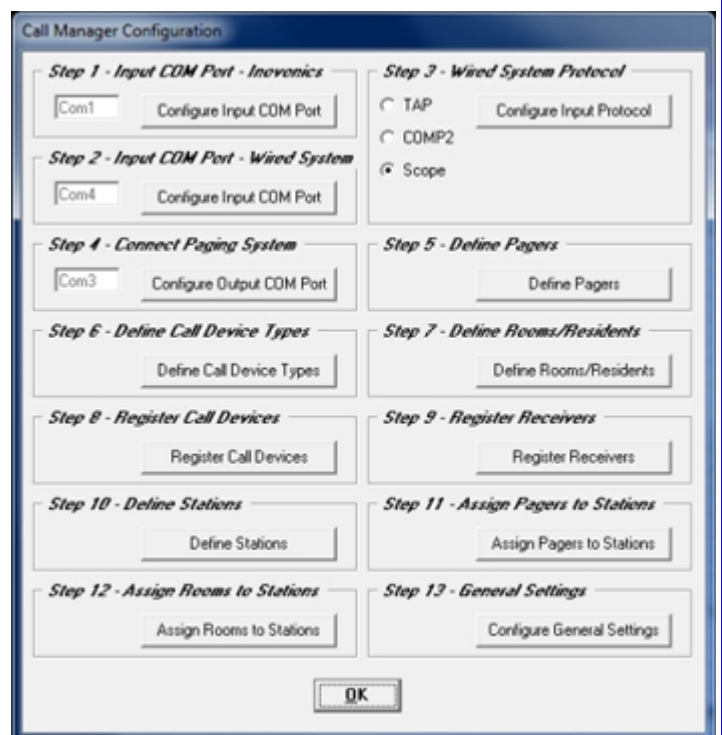 Call Manager Configuration
Step 1 - Input COM Port - Inovonics
Com1
Configure Input COM Port
Step 2 - Input COM Port - Wired System
Com4
Configure Input COM Port
Step 3 - Wired System Protocol
TAP
Configure Input Protocol
COMP2
Scope
Step 4 - Connect Paging System
Com3
Configure Output COM Port
Step 5 - Define Pagers
Define Pagers
Step 6 - Define Call Device Types
Define Call Device Types
Step 7 - Define Rooms/Residents
Define Rooms/Residents
Step 8 - Register Call Devices
Register Call Devices
Step 9 - Register Receivers
Register Receivers
Step 10 - Define Stations
Define Stations
Step 11 - Assign Pagers to Stations
Assign Pagers to Stations
Step 12 - Assign Rooms to Stations
Assign Rooms to Stations
Step 13 - General Settings
Configure General Settings
OK